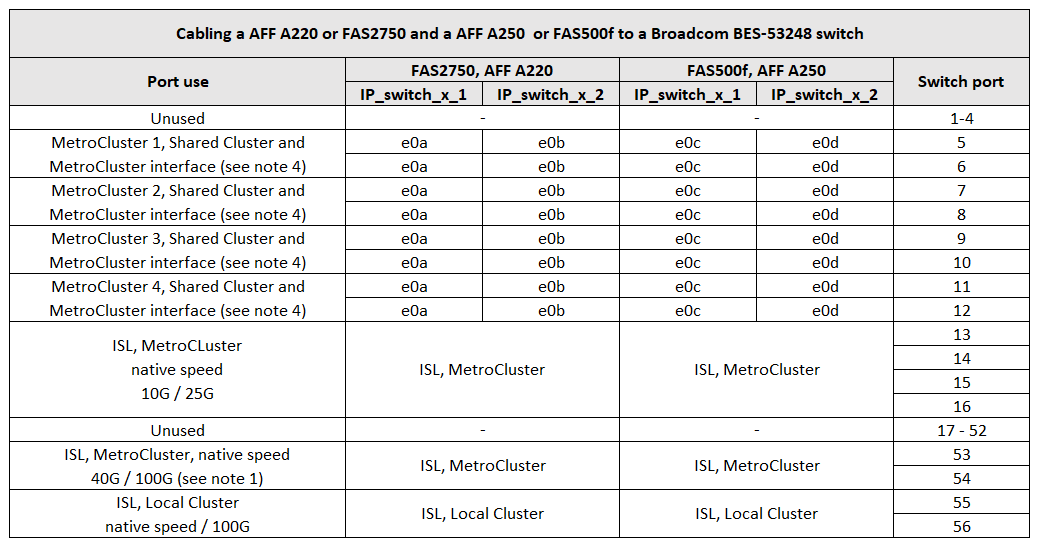 Cabling a AFF A220 or FAS2750 and a AFF A250 or FAS500f to a Broadcom BES-53248 switch
Port use FAS2750, AFF A220 FAS500f, AFF A250 Switch port
IP_switch_x_1 IP_switch_x_2 IP_switch_x_1 IP_switch_x_2
Unused - - 1-4
MetroCluster 1, Shared Cluster and e0a e0b e0c e0d 5
MetroCluster interface (see note 4) e0a e0b e0c e0d 6
MetroCluster 2, Shared Cluster and e0a e0b e0c e0d 7
MetroCluster interface (see note 4) e0a e0b e0c e0d 8
MetroCluster 3, Shared Cluster and e0a e0b e0c e0d 9
MetroCluster interface (see note 4) e0a e0b e0c e0d 10
MetroCluster 4, Shared Cluster and e0a e0b e0c e0d 11
MetroCluster interface (see note 4) e0a e0b e0c e0d 12
ISL, MetroCLuster
native speed
10G / 25G
ISL, MetroCluster ISL, MetroCluster
13
14
15
16
Unused - - 17 - 52
ISL, MetroCluster, native speed
40G / 100G (see note 1)
ISL, MetroCluster ISL, MetroCluster
53
54
ISL, Local Cluster
native speed / 100G
ISL, Local Cluster ISL, Local Cluster
55
56